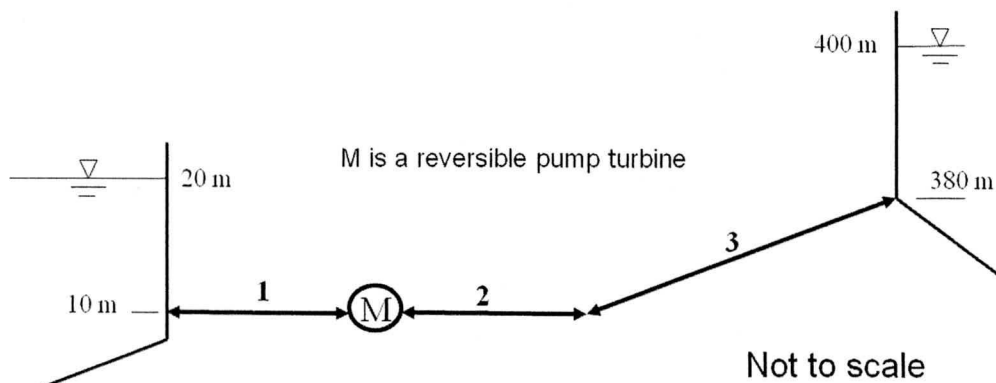 400 m
M is a reversible pump turbine
20 m
380 m
3
1
2
10 m
M
Not to scale